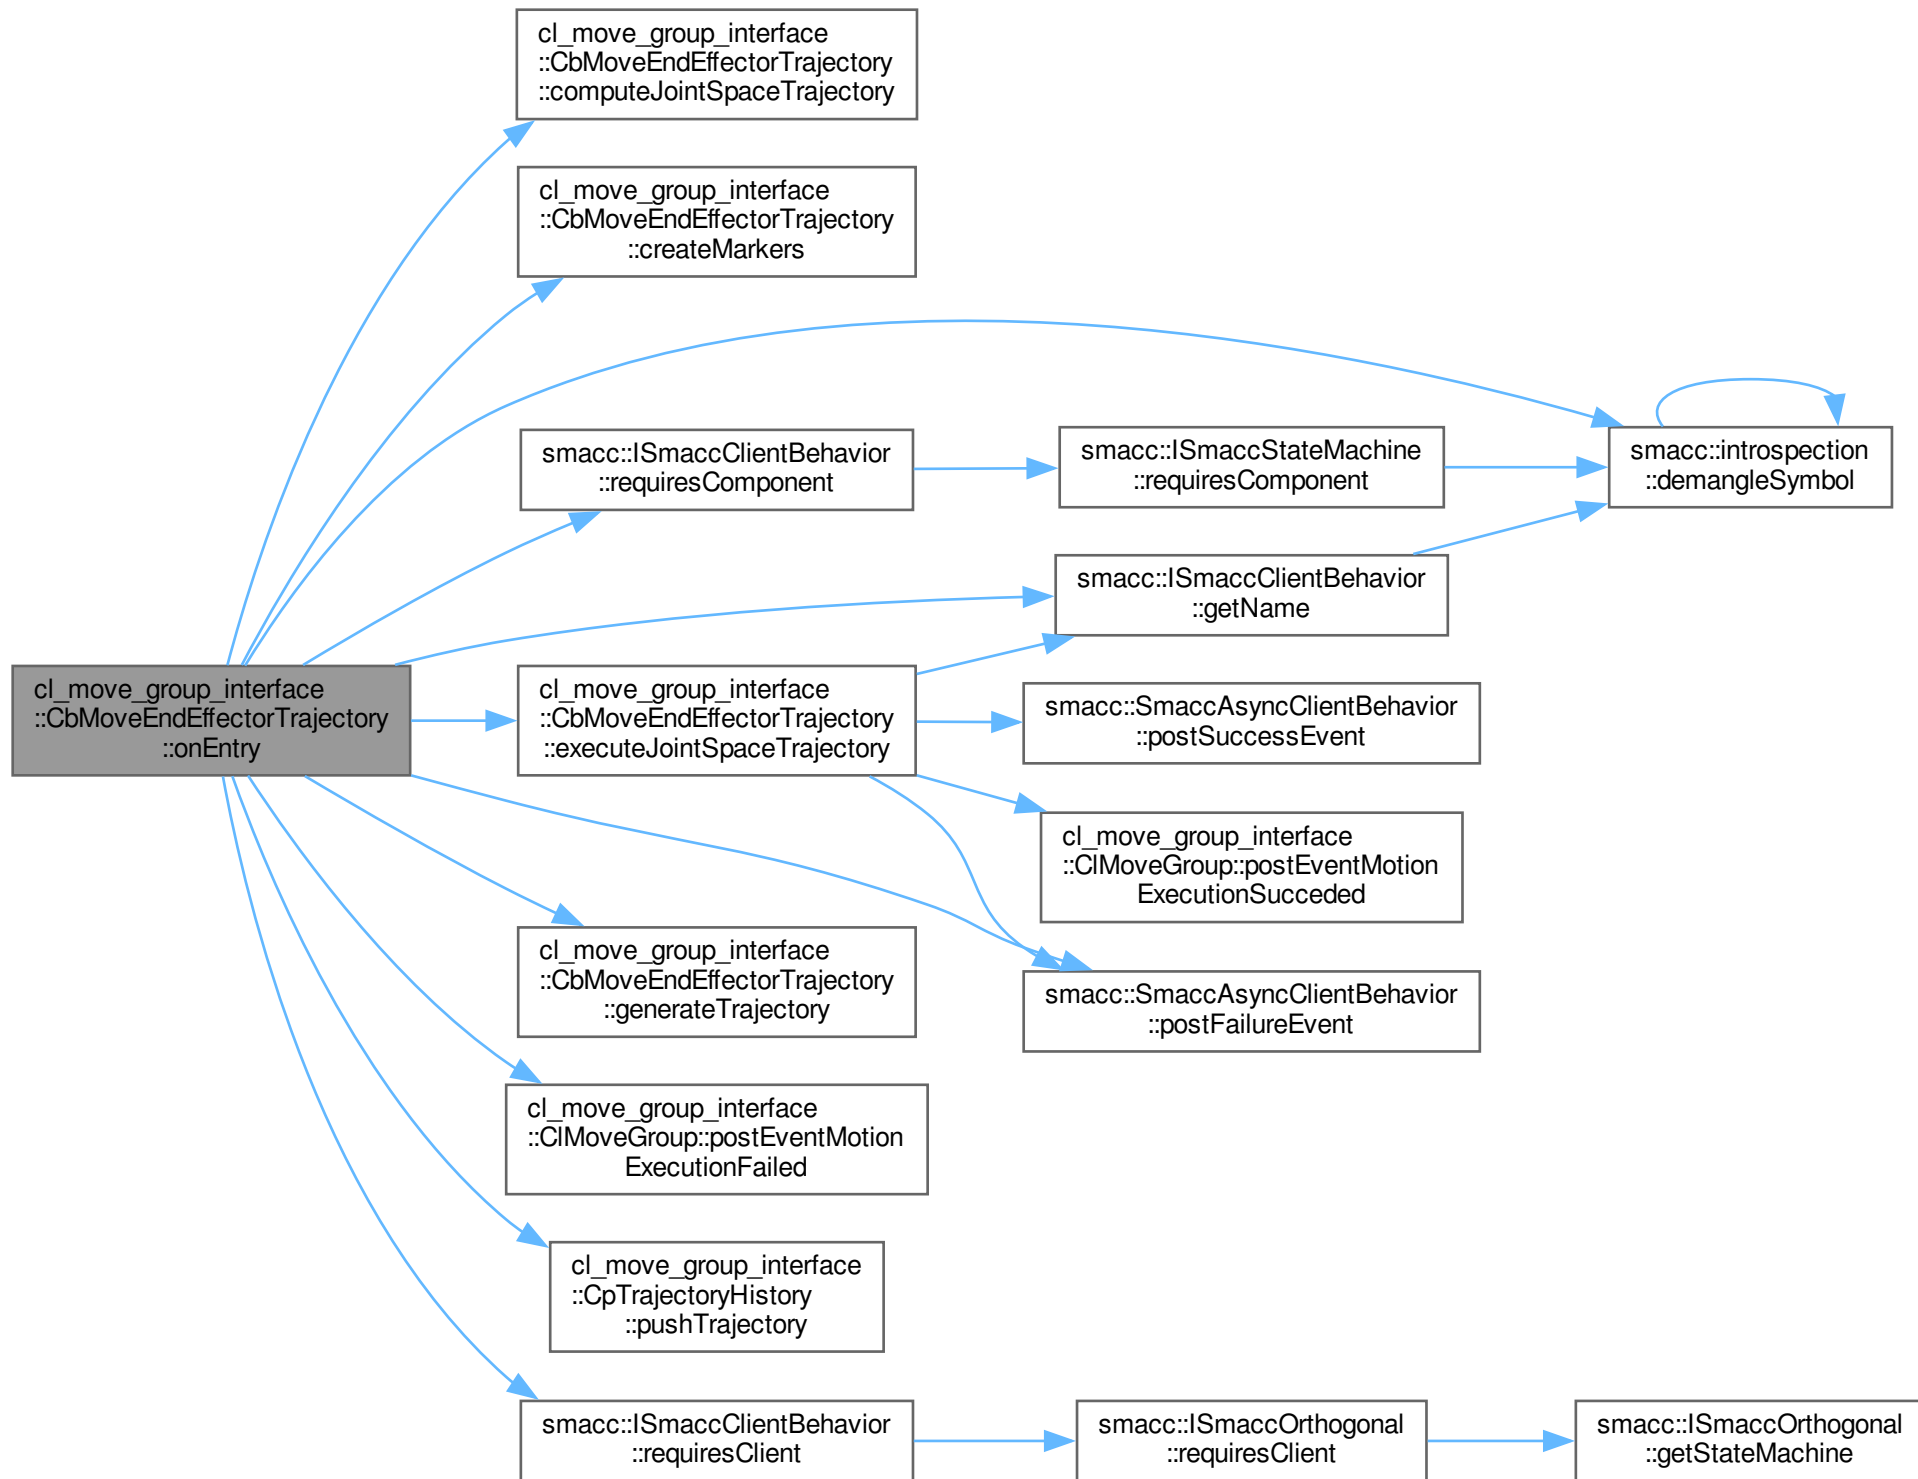 cl_move_group_interface
::CbMoveEndEffectorTrajectory
::computeJointSpaceTrajectory
cl_move_group_interface
::CbMoveEndEffectorTrajectory
::createMarkers
smacc::introspection
::demangleSymbol
smacc::ISmaccClientBehavior
::requiresComponent
smacc::ISmaccStateMachine
::requiresComponent
smacc::ISmaccClientBehavior
::getName
cl_move_group_interface
::CbMoveEndEffectorTrajectory
::onEntry
cl_move_group_interface
::CbMoveEndEffectorTrajectory
::executeJointSpaceTrajectory
smacc::SmaccAsyncClientBehavior
::postSuccessEvent
cl_move_group_interface
::ClMoveGroup::postEventMotion
ExecutionSucceded
smacc::SmaccAsyncClientBehavior
::postFailureEvent
cl_move_group_interface
::CbMoveEndEffectorTrajectory
::generateTrajectory
cl_move_group_interface
::ClMoveGroup::postEventMotion
ExecutionFailed
cl_move_group_interface
::CpTrajectoryHistory
::pushTrajectory
smacc::ISmaccClientBehavior
::requiresClient
smacc::ISmaccOrthogonal
::requiresClient
smacc::ISmaccOrthogonal
::getStateMachine